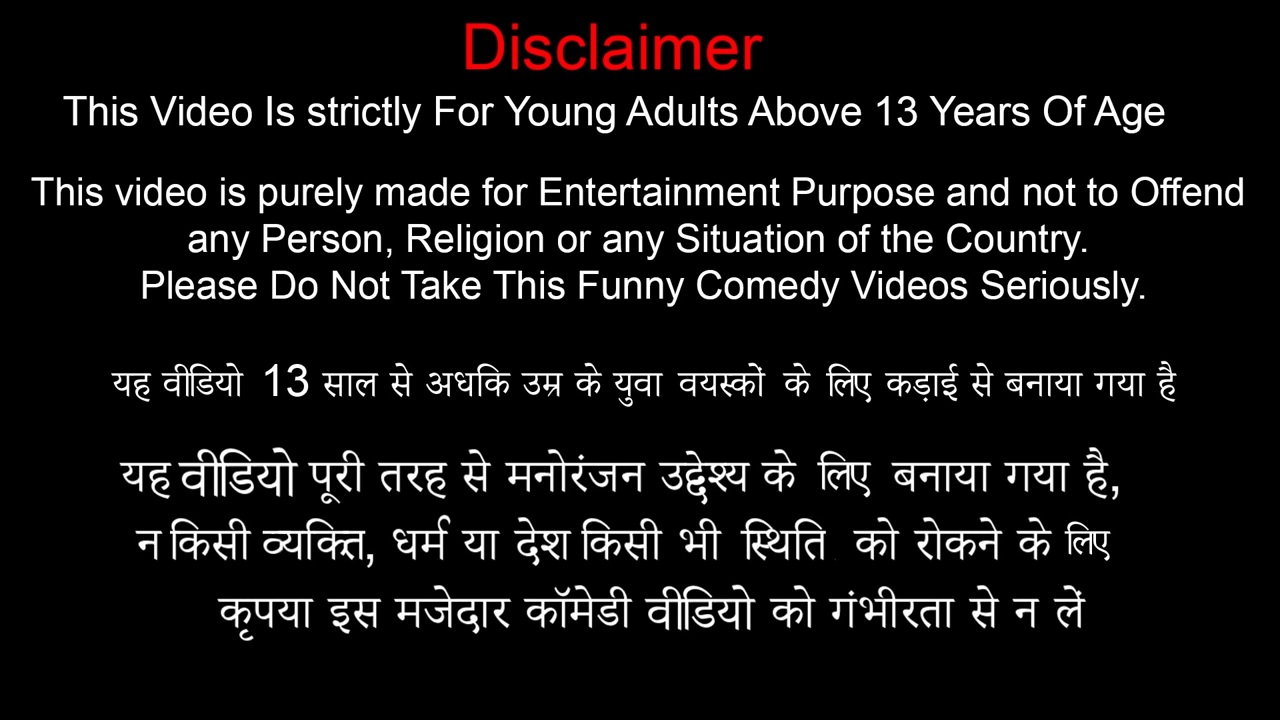 Disclaimer
This Video Is strictly For Young Adults Above 13 Years Of Age
This video is purely made for Entertainment Purpose and not to Offend
any Person, Religion or any Situation of the Country.
Please Do Not Take This Funny Comedy Videos Seriously.
यह वीडियो 13 साल से अधकि उम्र के युवा वयस्कों के लिए कड़ाई से बनाया गया है
यह वीडियो पूरी तरह से मनोरंजन उद्देश्य के लिए बनाया गया है,
न किसी व्यक्ति, धर्म या देश किसी भी स्थिति को रोकने के लिए
कृपया इस मजेदार कॉमेडी वीडियो को गंभीरता से न लें